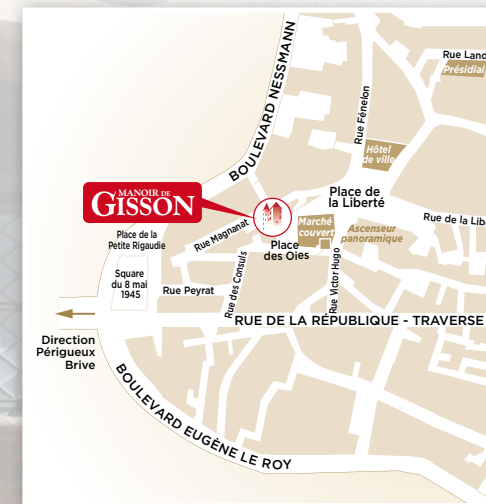 BOULEVARD NESSMANN
Rue Land
Présidial
Rue Fénelon
Hôtel
de ville
MANOIR DE
GISSON
Place de
la Liberté
Marché
couvert
Rue de la Liba
Ascenseur
panoramique
Place de la
Petite Rigaudie
Rue Magnanat
Place
des Oies
Square
du 8 mai
1945
Rue Peyrat
Rue des Consuls
Rue Victor Hugo
RUE DE LA RÉPUBLIQUE - TRAVERSE
Direction
Périgueux
Brive
BOULEVARD EUGÈNE LE ROY